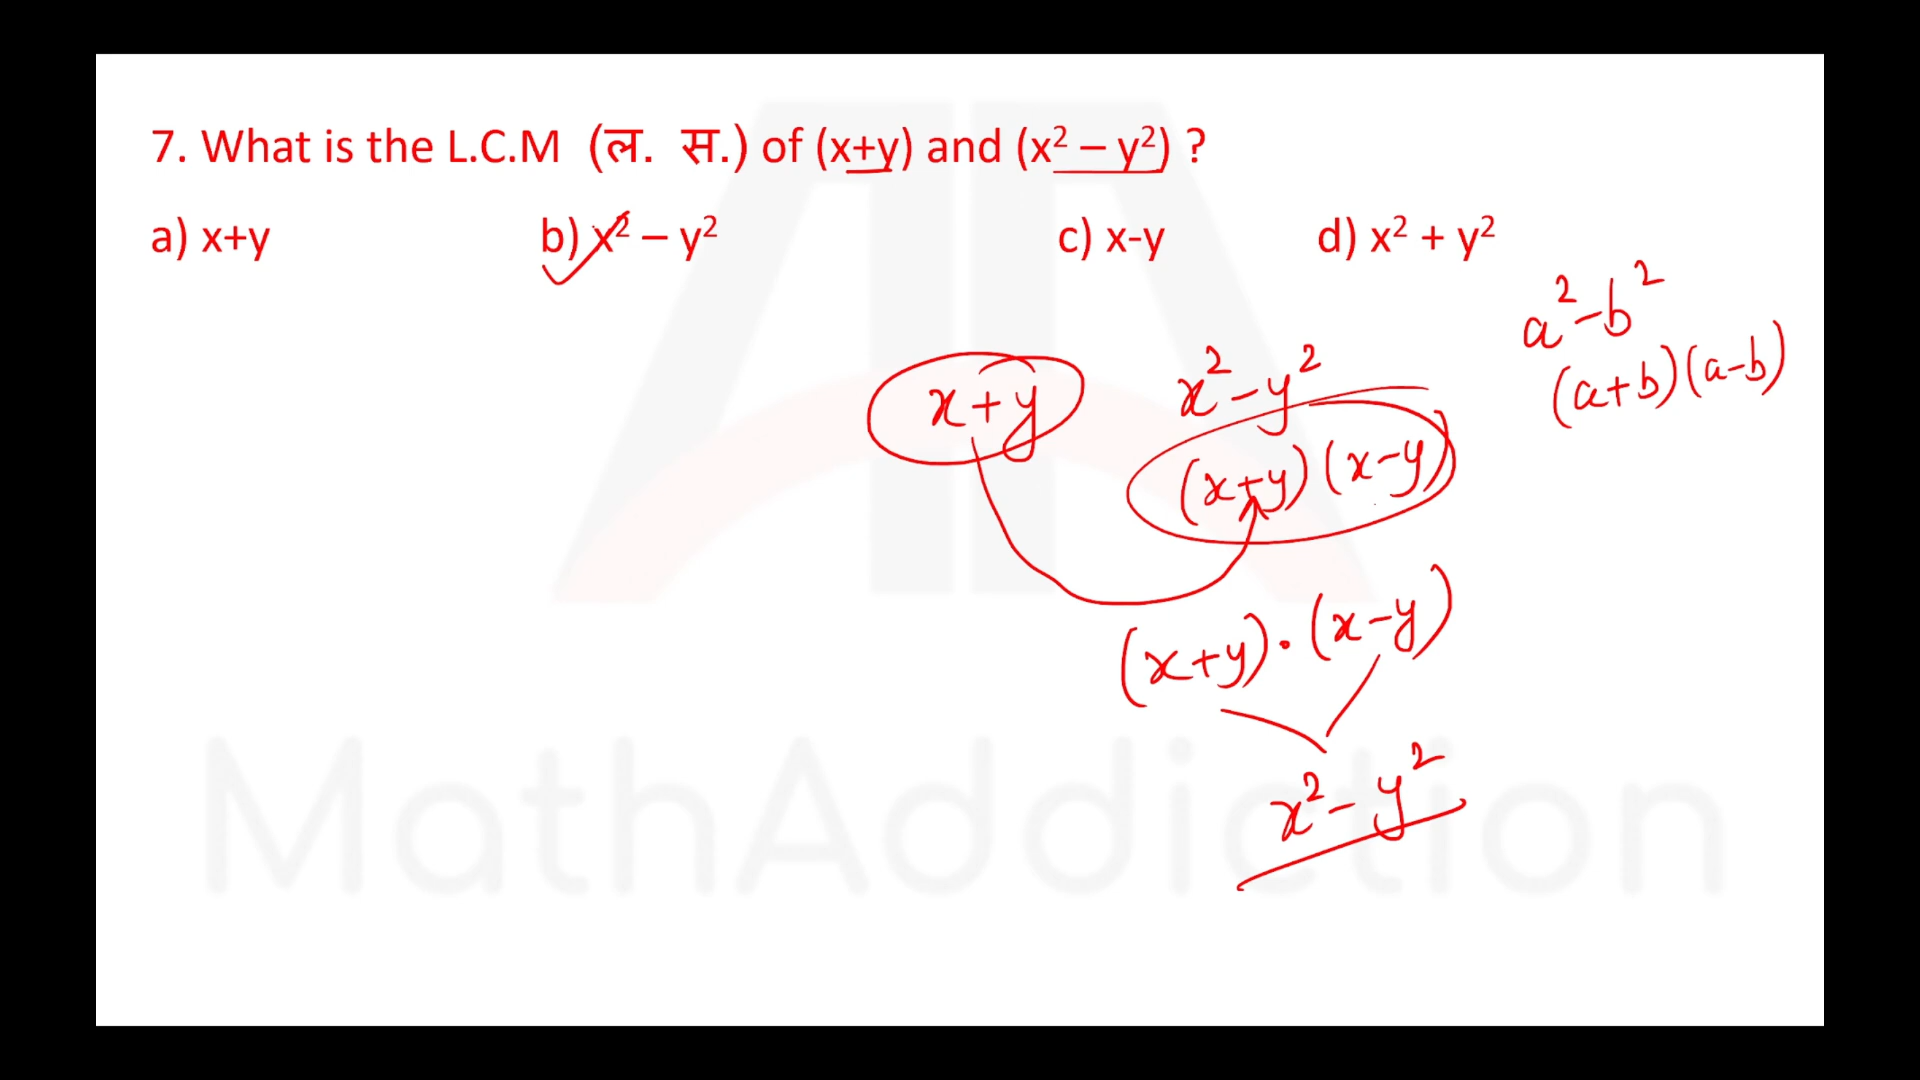 7. What is the L.C.M (ल. स.) of (x+y) and (x² – y²) ?
a) x+y b) x² – y² c) x-y d) x² + y²
a²-b²
(a+b)(a-b)
x+y x²-y²
(x+y)(x-y)
(x+y)·(x-y)
x²-y²
MathAddiction